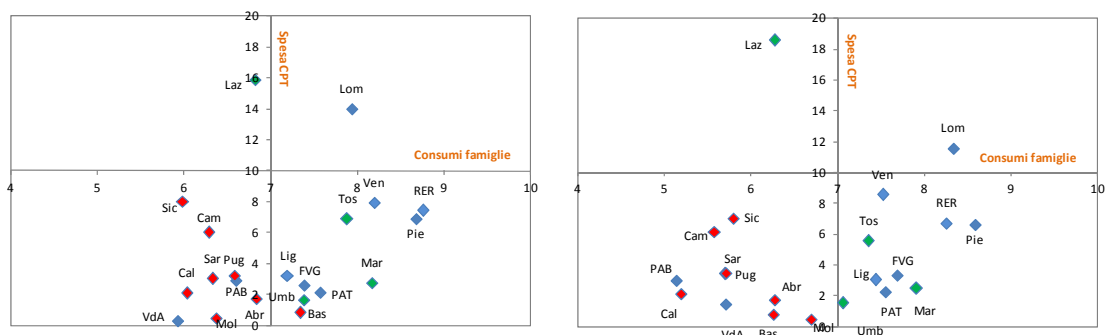 20
18
16
14
12
10
8
6
4
2
0
4
5
6
7
8
9
10
Spesa CPT
Consumi famiglie
Laz
Lom
Ven
RER
Pie
Tos
Sic
Cam
Cal
Sar
Pug
PAB
Lig
FVG
Mar
PAT
Umb
Abr
Bas
Mol
VdA
20
18
16
14
12
10
8
6
4
2
0
4
5
6
7
8
9
10
Spesa CPT
Consumi famiglie
Laz
Lom
Ven
RER
Pie
Tos
Sic
Cam
Sar
Pug
PAB
Cal
Lig
FVG
PAT
Mar
Abr
VdA
Bas
Mol
Umb